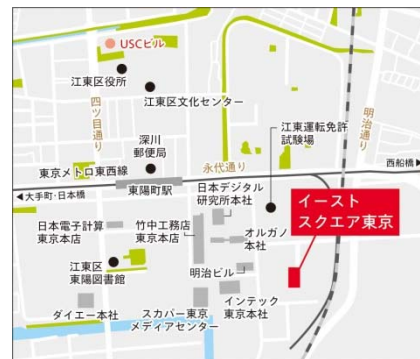 USCビル
江東区役所
江東区文化センター
四ツ目通り
明治通り
深川
郵便局
江東運転免許
試験場
永代通り
東京メトロ東西線
西船橋▶
◀大手町・日本橋
東陽町駅
日本デジタル
研究所本社
イースト
スクエア東京
日本電子計算
東京本店
竹中工務店
東京本店
オルガノ
本社
江東区
東陽図書館
明治ビル
インテック
東京本社
ダイエー本社
スカパー東京
メディアセンター